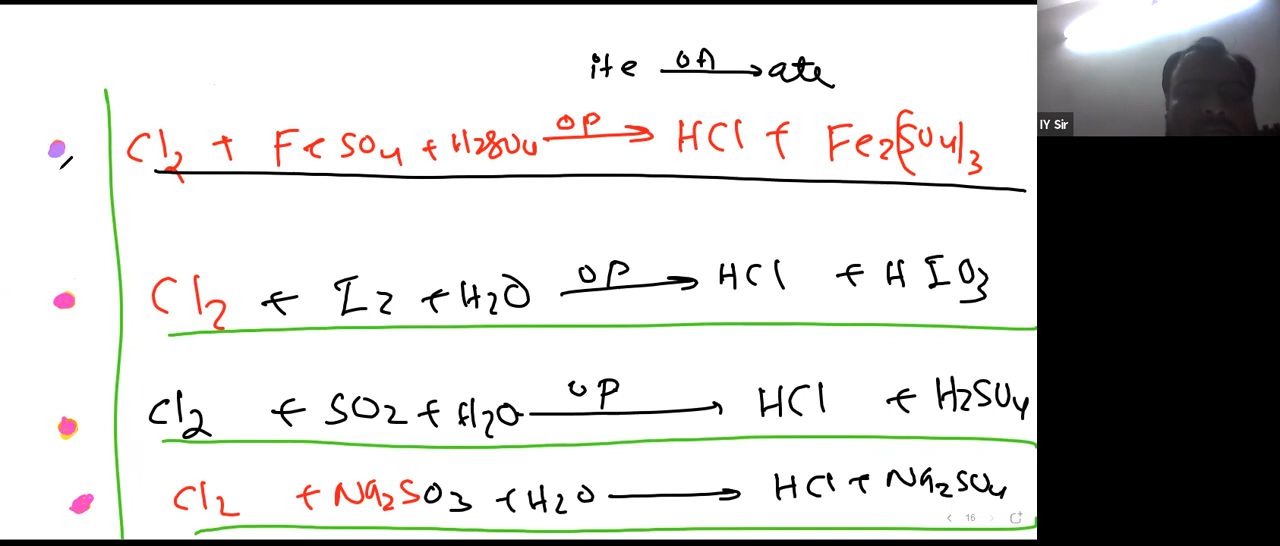 ite OA → ate
Cl2 + FeSO4 + H2SO4 OP → HCl + Fe2(SO4)3
Cl2 + I2 + H2O OP → HCl + HIO3
Cl2 + SO2 + H2O OP → HCl + H2SO4
Cl2 + Na2SO3 + H2O → HCl + Na2SO4
IY Sir
16